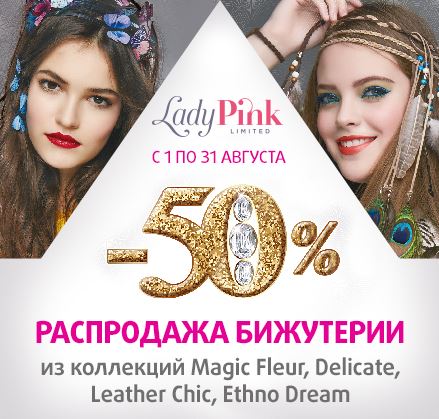 Lady Pink
LIMITED
С 1 ПО 31 АВГУСТА
-50%
РАСПРОДАЖА БИЖУТЕРИИ
из коллекций Magic Fleur, Delicate,
Leather Chic, Ethno Dream